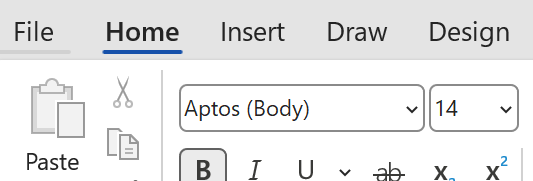 File Home Insert Draw Design
Aptos (Body) 14
Paste B I U ab x₂ x²